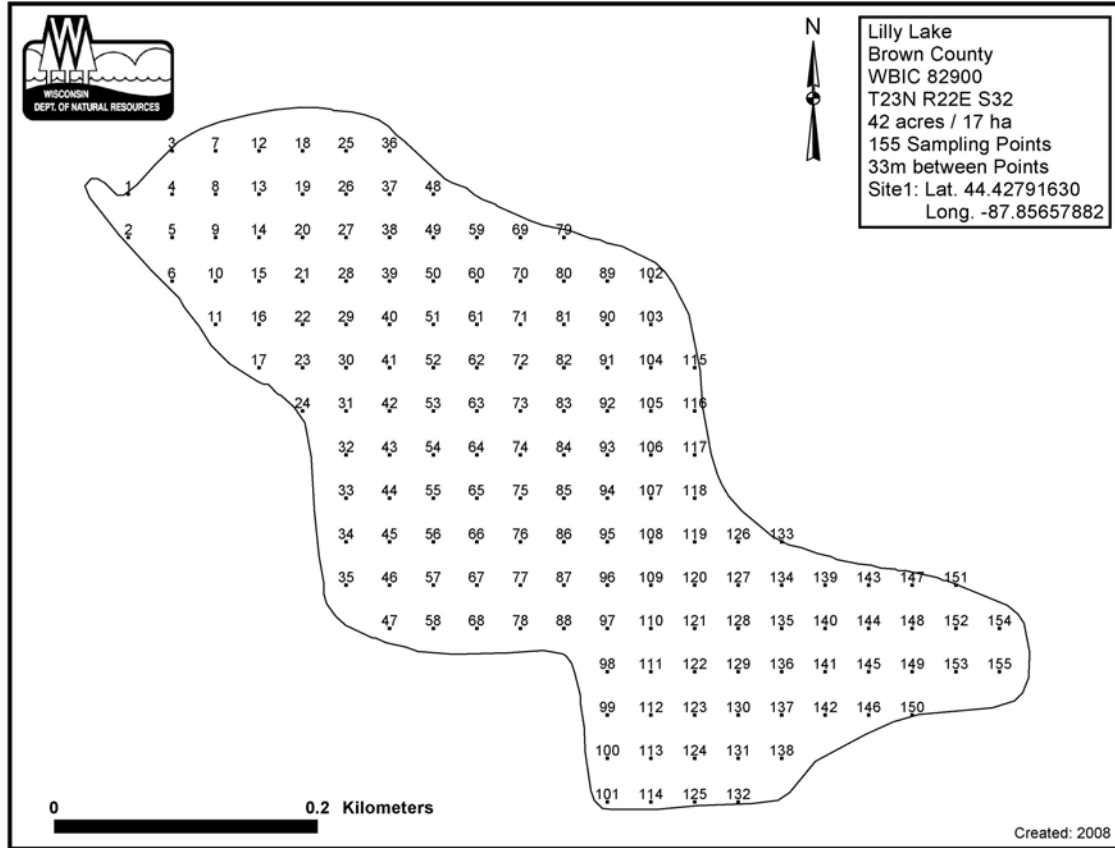 W
WISCONSIN
DEPT. OF NATURAL RESOURCES
N
Lilly Lake
Brown County
WBIC 82900
T23N R22E S32
42 acres / 17 ha
155 Sampling Points
33m between Points
Site1: Lat. 44.42791630
Long. -87.85657882
3 7 12 18 25 36
1 4 8 13 19 26 37 48
2 5 9 14 20 27 38 49 59 69 79
6 10 15 21 28 39 50 60 70 80 89 102
11 16 22 29 40 51 61 71 81 90 103
17 23 30 41 52 62 72 82 91 104 115
24 31 42 53 63 73 83 92 105 116
32 43 54 64 74 84 93 106 117
33 44 55 65 75 85 94 107 118
34 45 56 66 76 86 95 108 119 126 133
35 46 57 67 77 87 96 109 120 127 134 139 143 147 151
47 58 68 78 88 97 110 121 128 135 140 144 148 152 154
98 111 122 129 136 141 145 149 153 155
99 112 123 130 137 142 146 150
100 113 124 131 138
101 114 125 132
0 0.2 Kilometers
Created: 2008